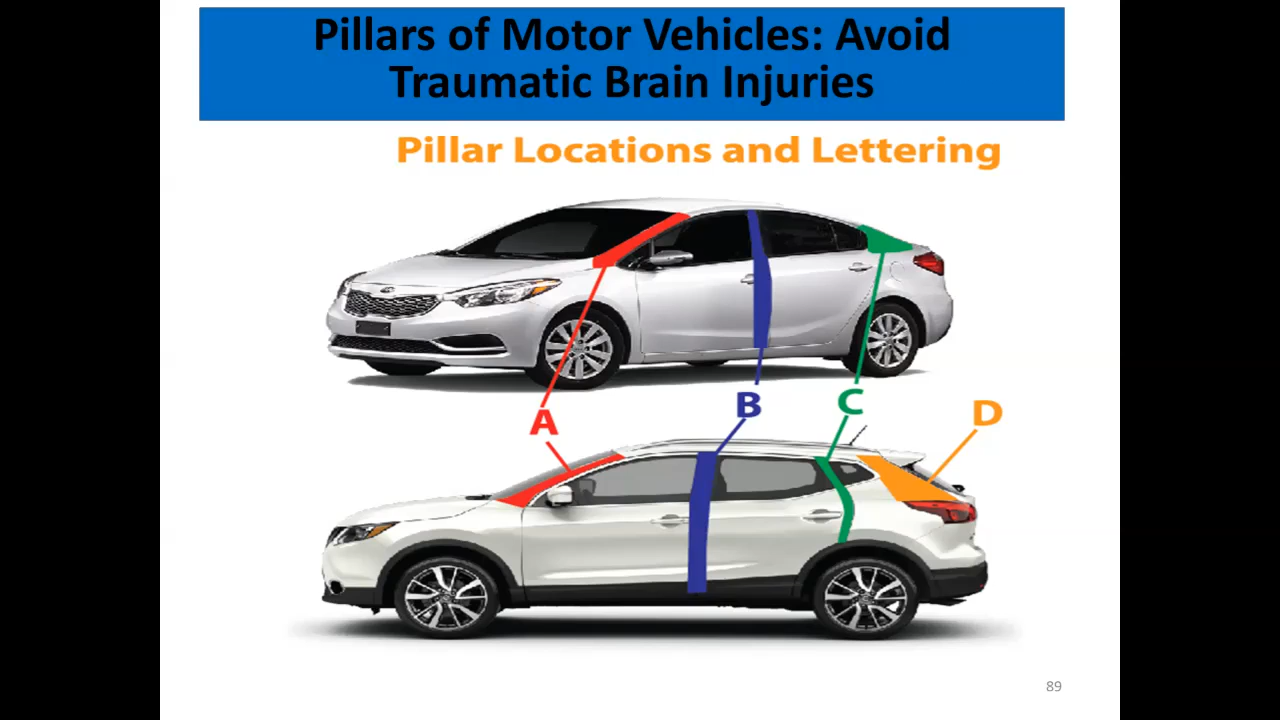 Pillars of Motor Vehicles: Avoid
Traumatic Brain Injuries
Pillar Locations and Lettering
A
B
C
D
89